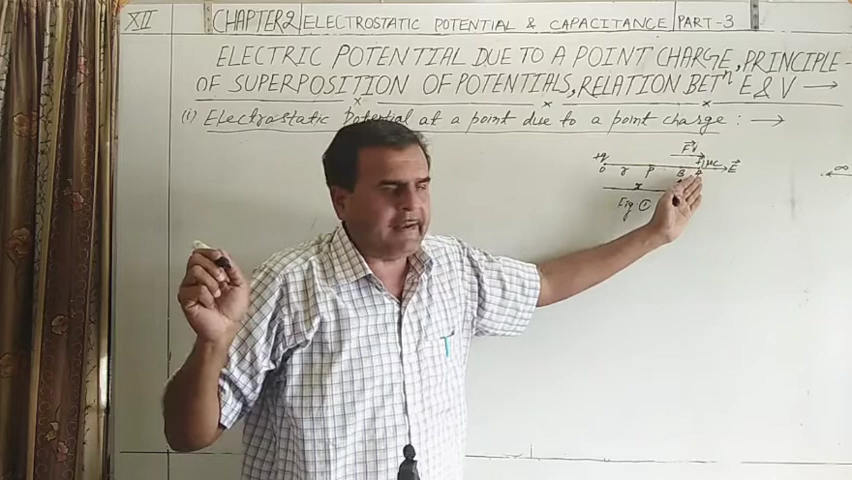 XII CHAPTER 2 ELECTROSTATIC POTENTIAL & CAPACITANCE PART-3
ELECTRIC POTENTIAL DUE TO A POINT CHARGE, PRINCIPLE-
OF SUPERPOSITION OF POTENTIALS, RELATION BETⁿ E & V →
(i) Electrostatic Potential at a point due to a point charge : →
F⃗
+q +1μC E⃗
O r P B A
∞
x
Fig ①